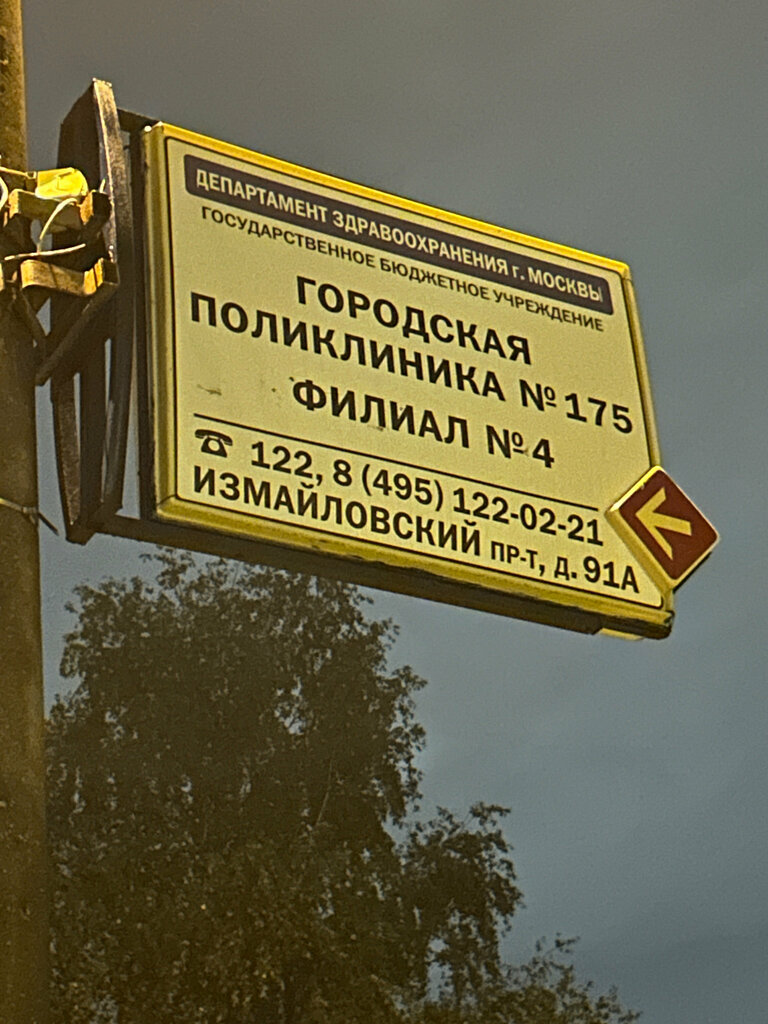 ДЕПАРТАМЕНТ ЗДРАВООХРАНЕНИЯ г. МОСКВЫ
ГОСУДАРСТВЕННОЕ БЮДЖЕТНОЕ УЧРЕЖДЕНИЕ
ГОРОДСКАЯ
ПОЛИКЛИНИКА № 175
ФИЛИАЛ № 4
☎ 122, 8 (495) 122-02-21
ИЗМАЙЛОВСКИЙ ПР-Т, Д. 91А